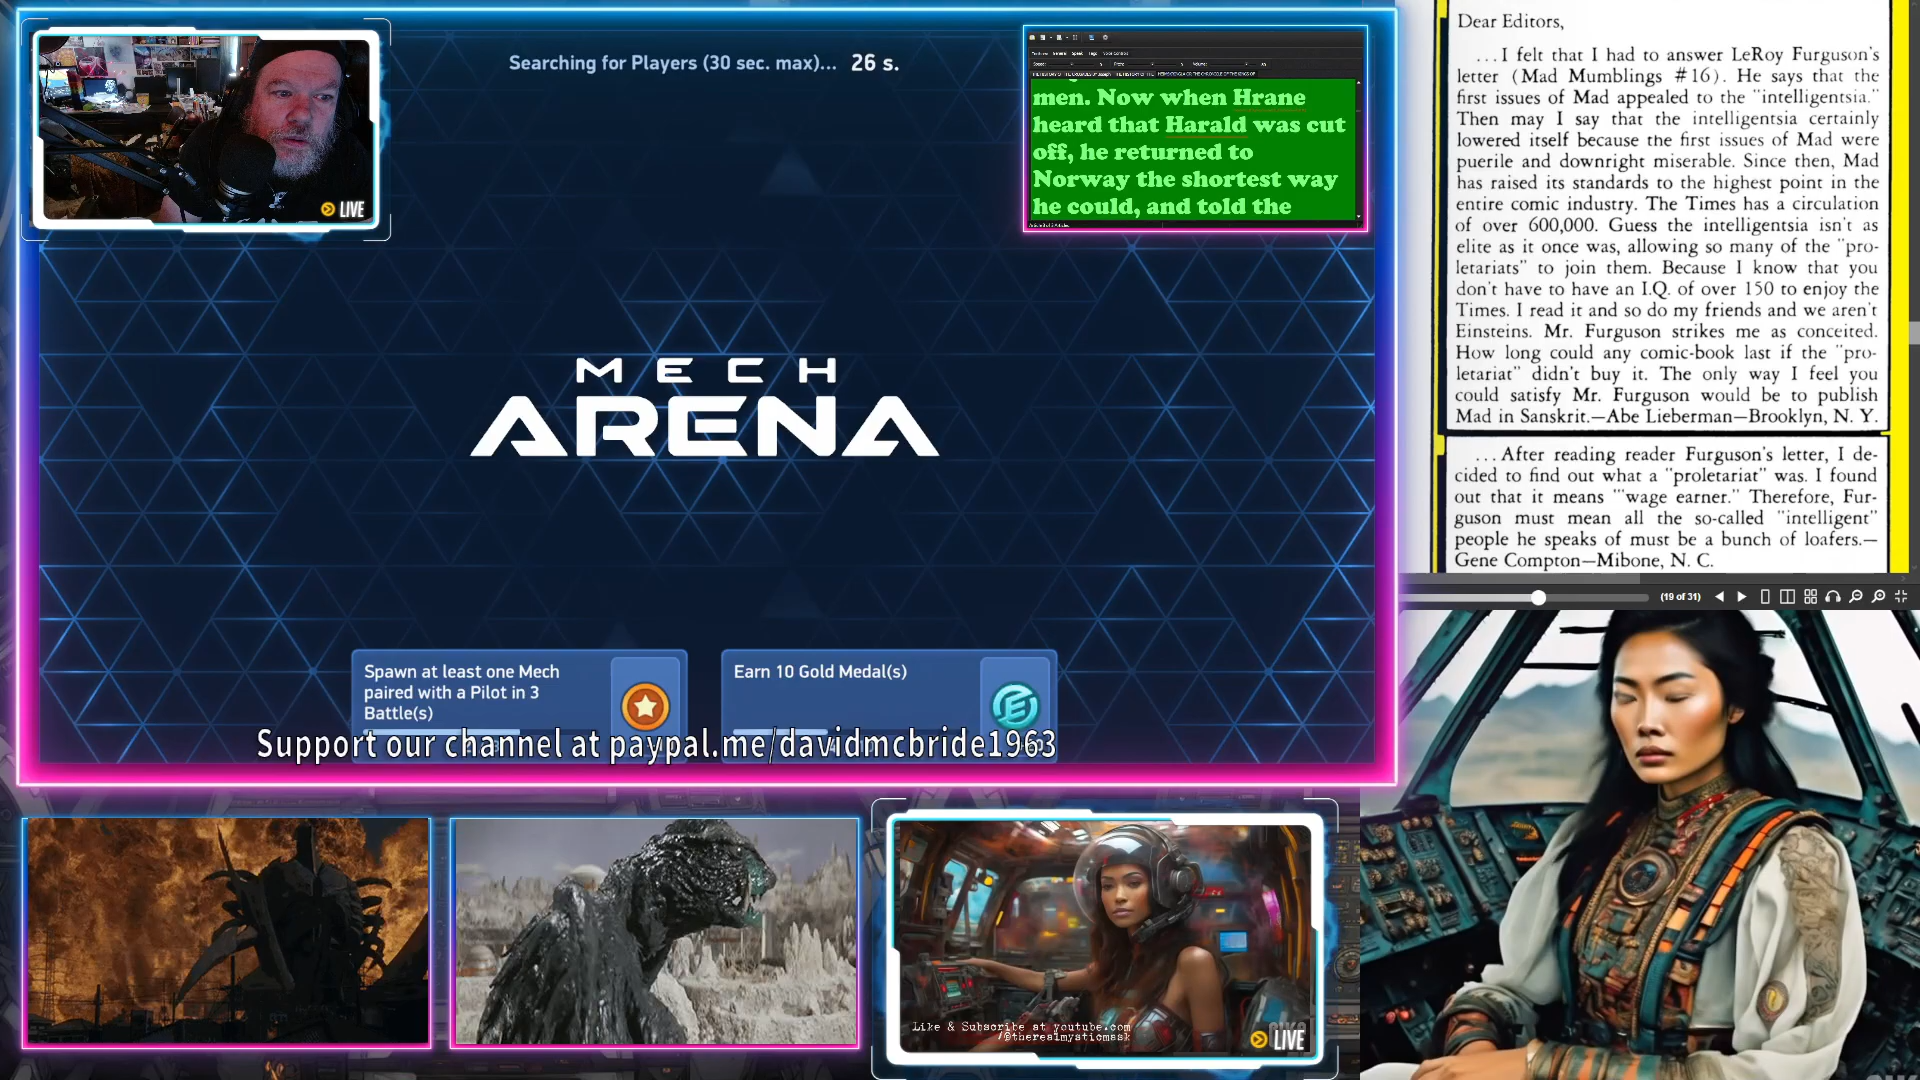 Searching for Players (30 sec. max)... 26 s.
LIVE
men. Now when Hrane
heard that Harald was cut
off, he returned to
Norway the shortest way
he could, and told the
MECH
ARENA
Spawn at least one Mech
paired with a Pilot in 3
Battle(s)
Earn 10 Gold Medal(s)
Support our channel at paypal.me/davidmcbride1963
Like & Subscribe at youtube.com
/@therealmysticmask
LIVE
Dear Editors,
...I felt that I had to answer LeRoy Furguson's
letter (Mad Mumblings #16). He says that the
first issues of Mad appealed to the "intelligentsia."
Then may I say that the intelligentsia certainly
lowered itself because the first issues of Mad were
puerile and downright miserable. Since then, Mad
has raised its standards to the highest point in the
entire comic industry. The Times has a circulation
of over 600,000. Guess the intelligentsia isn't as
elite as it once was, allowing so many of the "pro-
letariats" to join them. Because I know that you
don't have to have an I.Q. of over 150 to enjoy the
Times. I read it and so do my friends and we aren't
Einsteins. Mr. Furguson strikes me as conceited.
How long could any comic-book last if the "pro-
letariat" didn't buy it. The only way I feel you
could satisfy Mr. Furguson would be to publish
Mad in Sanskrit.—Abe Lieberman—Brooklyn, N. Y.
...After reading reader Furguson's letter, I de-
cided to find out what a "proletariat" was. I found
out that it means "'wage earner." Therefore, Fur-
guson must mean all the so-called "intelligent"
people he speaks of must be a bunch of loafers.—
Gene Compton—Mibone, N. C.
(19 of 31)